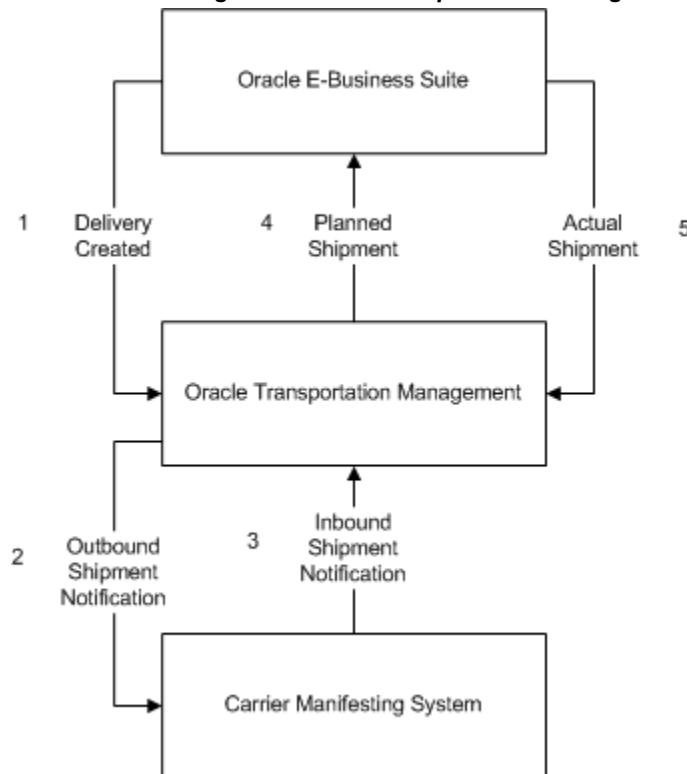 Oracle E-Business Suite
1
Delivery
Created
4
Planned
Shipment
Actual
Shipment
5
Oracle Transportation Management
2
Outbound
Shipment
Notification
3
Inbound
Shipment
Notification
Carrier Manifesting System